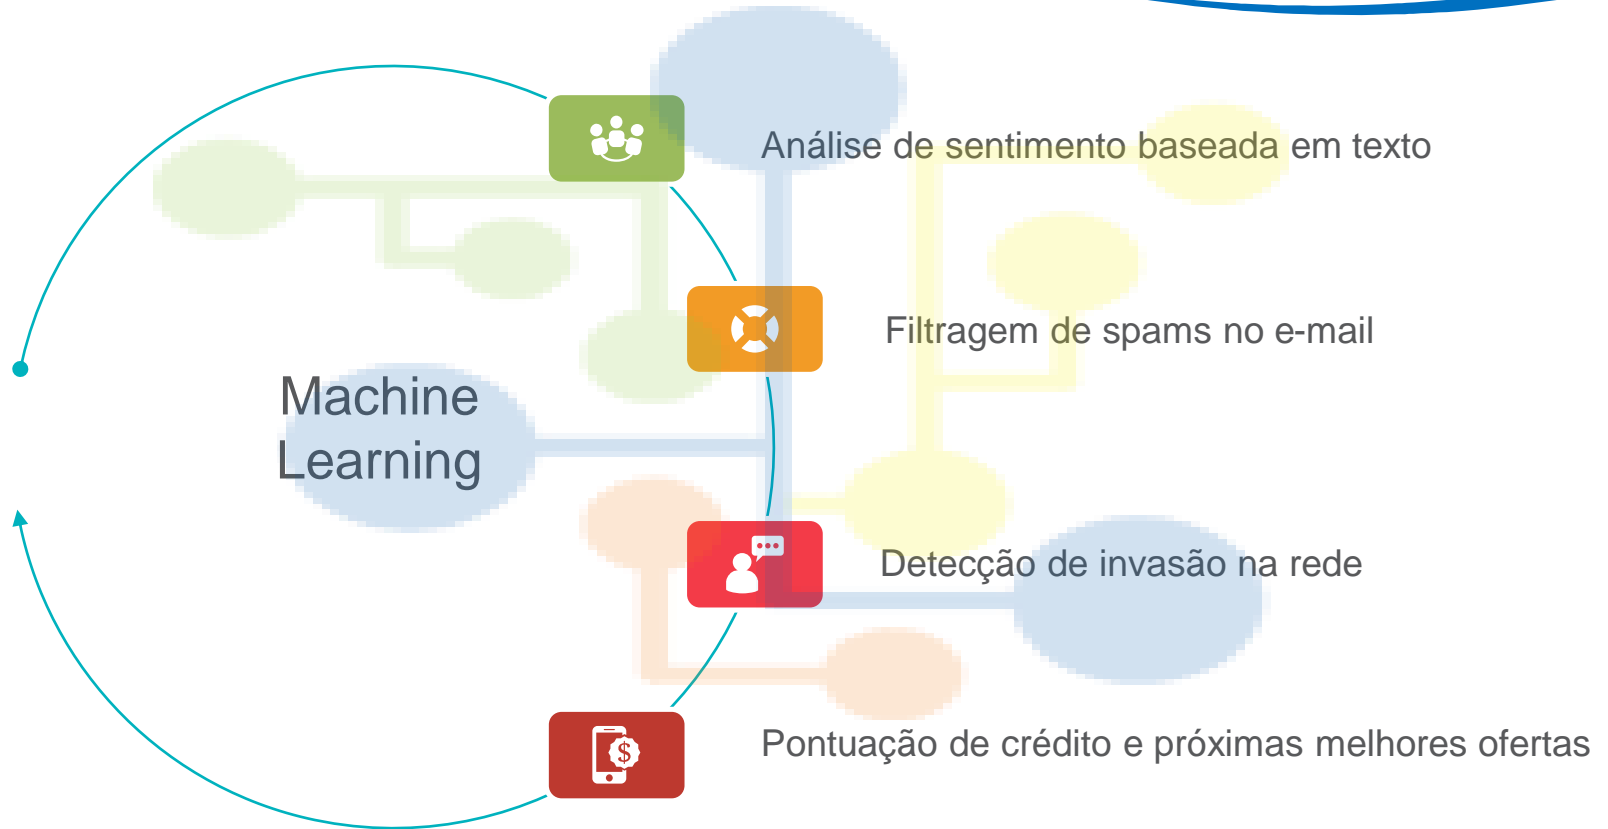 Análise de sentimento baseada em texto
Filtragem de spams no e-mail
Machine
Learning
Detecção de invasão na rede
Pontuação de crédito e próximas melhores ofertas
$